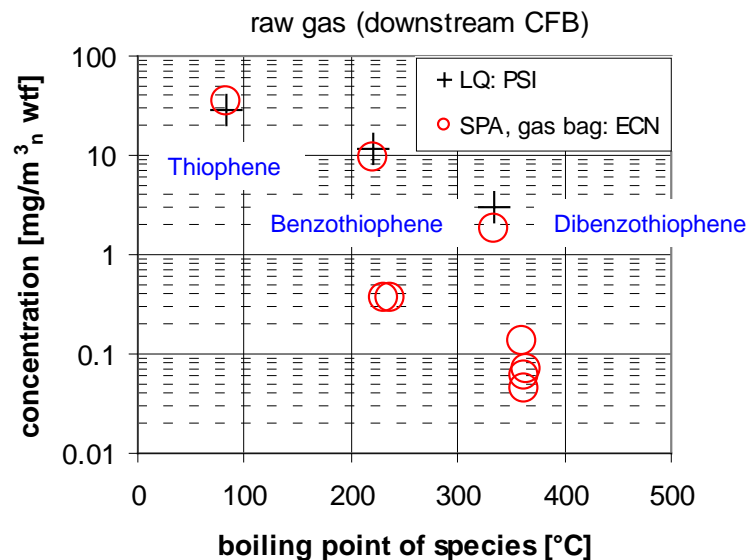 raw gas (downstream CFB)
100
10
1
0.1
0.01
concentration [mg/m³n wtf]
LQ: PSI
SPA, gas bag: ECN
Thiophene
Benzothiophene
Dibenzothiophene
0 100 200 300 400 500
boiling point of species [°C]